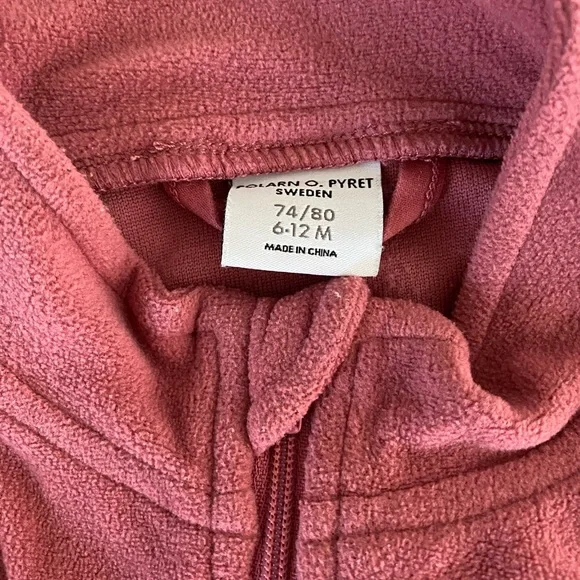 POLARN O. PYRET
SWEDEN
74/80
6-12 M
MADE IN CHINA